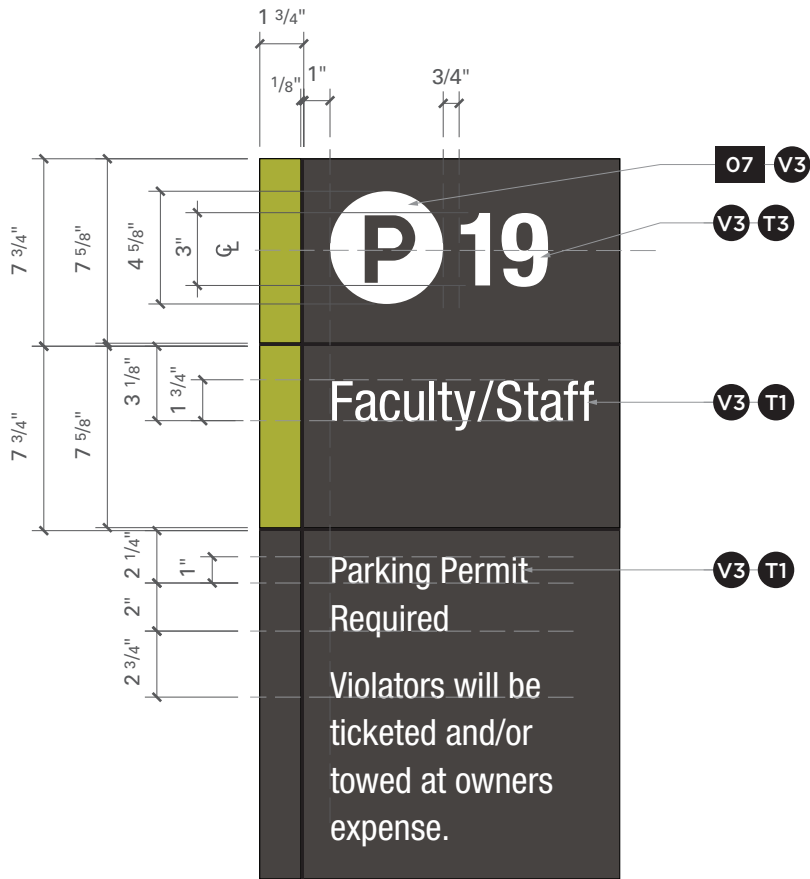 1 3/4"
1/8" 1" 3/4"
07 V3
7 3/4" 7 5/8" 4 5/8" 3" CL P 19 V3 T3
7 3/4" 7 5/8" 3 1/8" 1 3/4" Faculty/Staff V3 T1
2 1/4" 1" Parking Permit V3 T1
2" Required
2 3/4" Violators will be
ticketed and/or
towed at owners
expense.